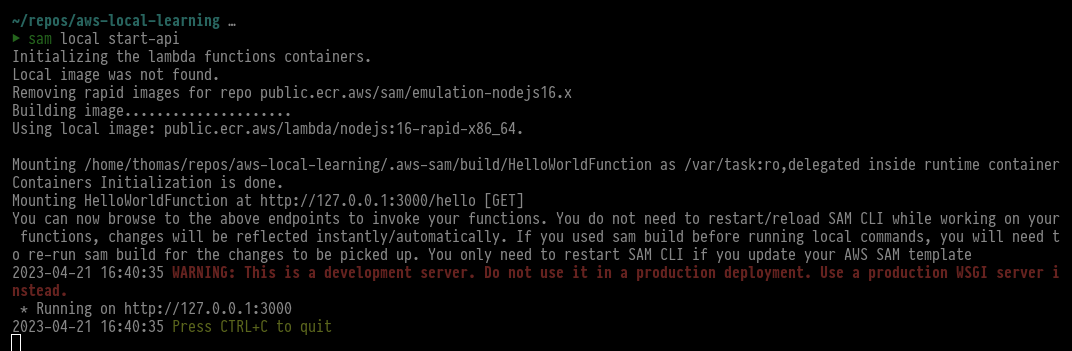 ~/repos/aws-local-learning …
▶ sam local start-api
Initializing the lambda functions containers.
Local image was not found.
Removing rapid images for repo public.ecr.aws/sam/emulation-nodejs16.x
Building image.....................
Using local image: public.ecr.aws/lambda/nodejs:16-rapid-x86_64.

Mounting /home/thomas/repos/aws-local-learning/.aws-sam/build/HelloWorldFunction as /var/task:ro,delegated inside runtime container
Containers Initialization is done.
Mounting HelloWorldFunction at http://127.0.0.1:3000/hello [GET]
You can now browse to the above endpoints to invoke your functions. You do not need to restart/reload SAM CLI while working on your
 functions, changes will be reflected instantly/automatically. If you used sam build before running local commands, you will need t
o re-run sam build for the changes to be picked up. You only need to restart SAM CLI if you update your AWS SAM template
2023-04-21 16:40:35 WARNING: This is a development server. Do not use it in a production deployment. Use a production WSGI server i
nstead.
 * Running on http://127.0.0.1:3000
2023-04-21 16:40:35 Press CTRL+C to quit